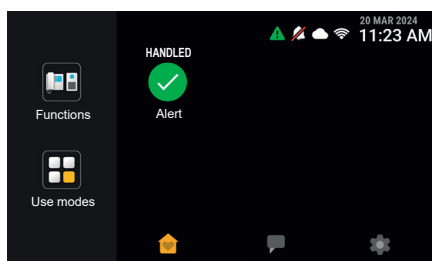 20 MAR 2024
11:23 AM
HANDLED
Alert
Functions
Use modes